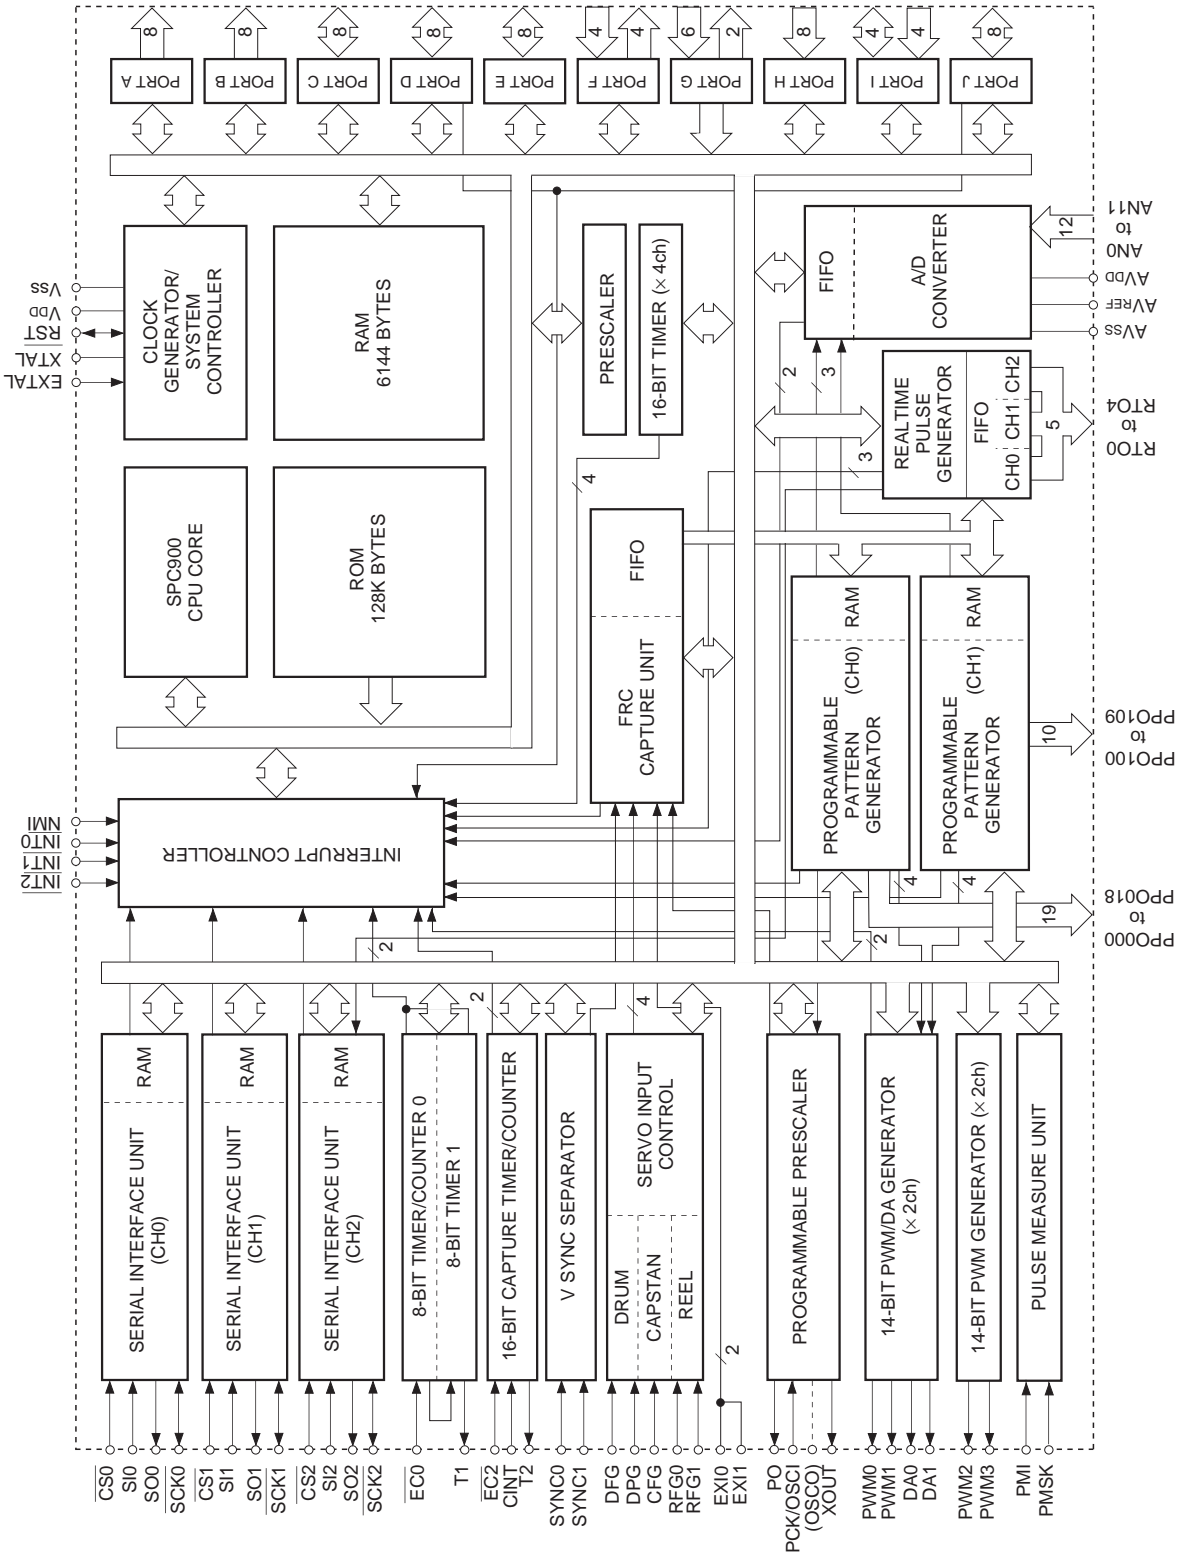 8
8
8
8
8
4
4
6
2
8
4
4
8
PORT A
PORT B
PORT C
PORT D
PORT E
PORT F
PORT G
PORT H
PORT I
PORT J
Vss
VDD
RST
XTAL
EXTAL
CLOCK
GENERATOR/
SYSTEM
CONTROLLER
RAM
6144 BYTES
PRESCALER
16-BIT TIMER (× 4ch)
FIFO
A/D
CONVERTER
12
AN0
to
AN11
AVDD
AVREF
AVss
2
3
4
3
REALTIME
PULSE
GENERATOR
FIFO
CH0
CH1
CH2
5
RTO0
to
RTO4
SPC900
CPU CORE
ROM
128K BYTES
FRC
CAPTURE UNIT
FIFO
PROGRAMMABLE
PATTERN
GENERATOR
(CH0)
RAM
PROGRAMMABLE
PATTERN
GENERATOR
(CH1)
RAM
10
PPO100
to
PPO109
NMI
INT0
INT1
INT2
INTERRUPT CONTROLLER
4
4
19
PPO000
to
PPO018
2
2
2
4
SERIAL INTERFACE UNIT
(CH0)
RAM
SERIAL INTERFACE UNIT
(CH1)
RAM
SERIAL INTERFACE UNIT
(CH2)
RAM
8-BIT TIMER/COUNTER 0
8-BIT TIMER 1
16-BIT CAPTURE TIMER/COUNTER
V SYNC SEPARATOR
SERVO INPUT
CONTROL
DRUM
CAPSTAN
REEL
2
PROGRAMMABLE PRESCALER
14-BIT PWM/DA GENERATOR
(× 2ch)
14-BIT PWM GENERATOR (× 2ch)
PULSE MEASURE UNIT
CS0
SI0
SO0
SCK0
CS1
SI1
SO1
SCK1
CS2
SI2
SO2
SCK2
EC0
T1
EC2
CINT
T2
SYNC0
SYNC1
DFG
DPG
CFG
RFG0
RFG1
EXI0
EXI1
PO
PCK/OSCI
(OSCO)
XOUT
PWM0
PWM1
DA0
DA1
PWM2
PWM3
PMI
PMSK